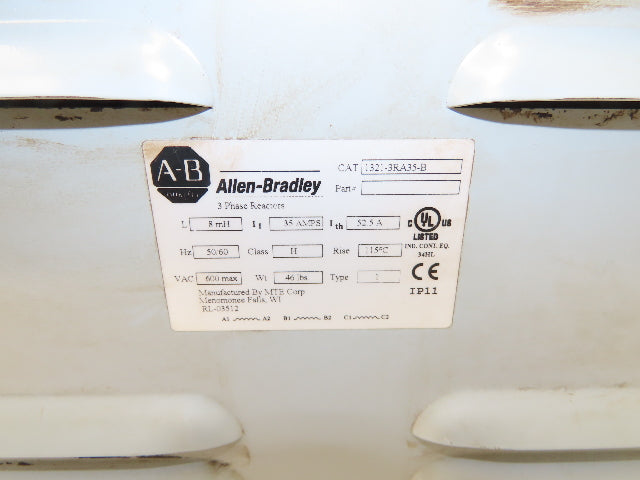 A-B
Allen-Bradley
CAT 1321-3RA35-B
Part#
3 Phase Reactors
L 8 mH I1 35 AMPS Ith 52.5 A
Hz 50/60 Class H Rise 115°C
VAC 600 max Wt 46 lbs Type 1
c UL US
LISTED
IND. CONT. EQ.
34HL
CE
IP11
Manufactured By MTE Corp
Menomonee Falls, WI
RL-03512
A1 A2 B1 B2 C1 C2